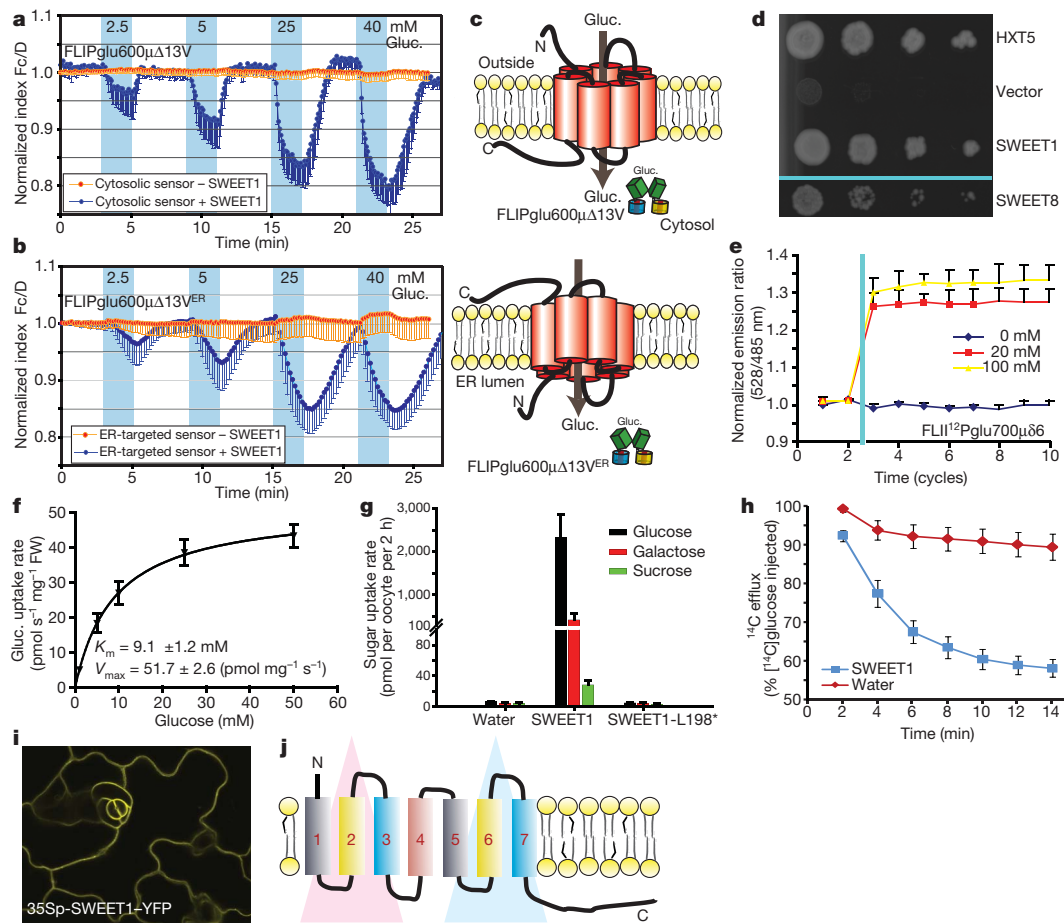 a
2.5 5 25 40 mM Gluc.
FLIPglu600µΔ13V
Normalized index Fc/D
1.1
1.0
0.9
0.8
Cytosolic sensor – SWEET1
Cytosolic sensor + SWEET1
0 5 10 15 20 25
Time (min)
b
2.5 5 25 40 mM Gluc.
FLIPglu600µΔ13V^ER
Normalized index Fc/D
1.1
1.0
0.9
0.8
ER-targeted sensor – SWEET1
ER-targeted sensor + SWEET1
0 5 10 15 20 25
Time (min)
c
Gluc.
N
Outside
C
Gluc.
Gluc.
FLIPglu600µΔ13V
Cytosol
C
ER lumen
N
Gluc.
Gluc.
FLIPglu600µΔ13V^ER
d
HXT5
Vector
SWEET1
SWEET8
e
Normalized emission ratio
(528/485 nm)
1.4
1.3
1.2
1.1
1.0
0.9
0 mM
20 mM
100 mM
FLII¹²Pglu700µδ6
0 2 4 6 8 10
Time (cycles)
f
Gluc. uptake rate
(pmol s⁻¹ mg⁻¹ FW)
50
40
30
20
10
0
Km = 9.1 ±1.2 mM
Vmax = 51.7 ± 2.6 (pmol mg⁻¹ s⁻¹)
0 10 20 30 40 50 60
Glucose (mM)
g
Sugar uptake rate
(pmol per oocyte per 2 h)
3,000
2,000
1,000
100
80
40
0
Glucose
Galactose
Sucrose
Water SWEET1 SWEET1-L198*
h
¹⁴C efflux
(% [¹⁴C]glucose injected)
100
90
80
70
60
50
SWEET1
Water
0 2 4 6 8 10 12 14
Time (min)
i
35Sp-SWEET1–YFP
j
N
1 2 3 4 5 6 7
C